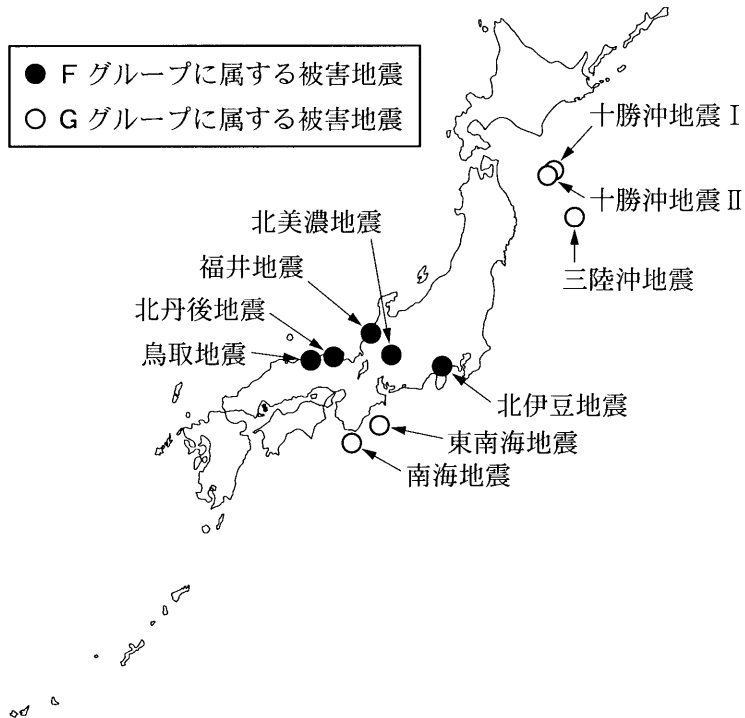 ● F グループに属する被害地震
○ G グループに属する被害地震
十勝沖地震Ⅰ
十勝沖地震Ⅱ
北美濃地震
福井地震
三陸沖地震
北丹後地震
鳥取地震
北伊豆地震
東南海地震
南海地震